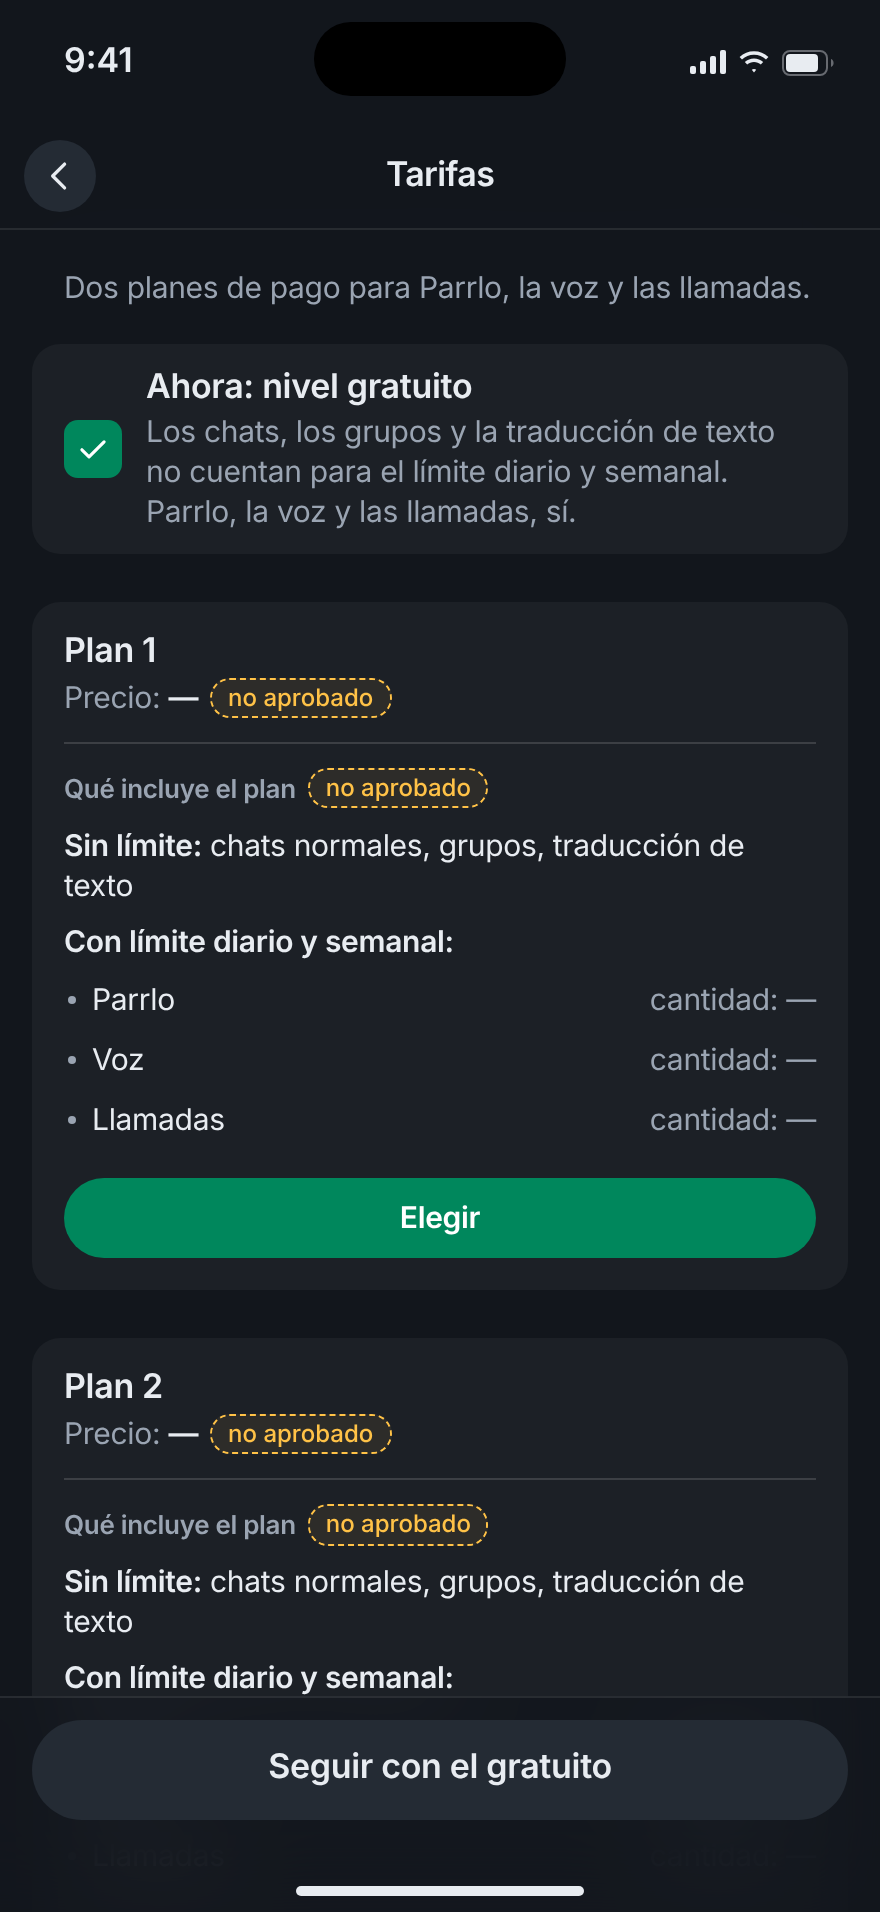 9:41
Tarifas
Dos planes de pago para Parrlo, la voz y las llamadas.
Ahora: nivel gratuito
Los chats, los grupos y la traducción de texto
no cuentan para el límite diario y semanal.
Parrlo, la voz y las llamadas, sí.
Plan 1
Precio: — no aprobado
Qué incluye el plan no aprobado
Sin límite: chats normales, grupos, traducción de
texto
Con límite diario y semanal:
• Parrlo cantidad: —
• Voz cantidad: —
• Llamadas cantidad: —
Elegir
Plan 2
Precio: — no aprobado
Qué incluye el plan no aprobado
Sin límite: chats normales, grupos, traducción de
texto
Con límite diario y semanal:
Seguir con el gratuito
• Llamadas cantidad: —